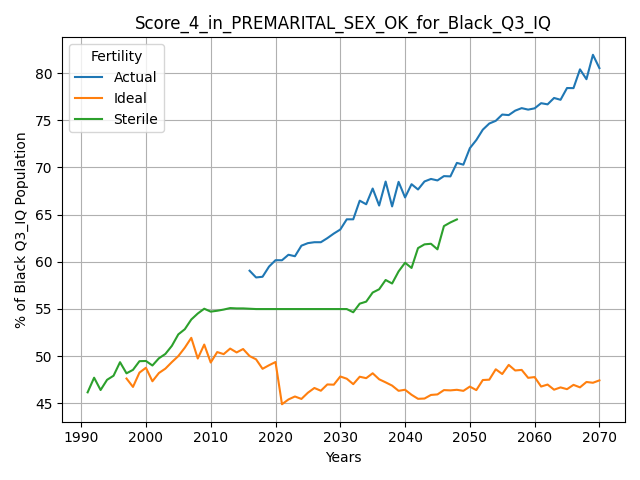 Score_4_in_PREMARITAL_SEX_OK_for_Black_Q3_IQ
Fertility
Actual
Ideal
Sterile
% of Black Q3_IQ Population
80
75
70
65
60
55
50
45
1990 2000 2010 2020 2030 2040 2050 2060 2070
Years